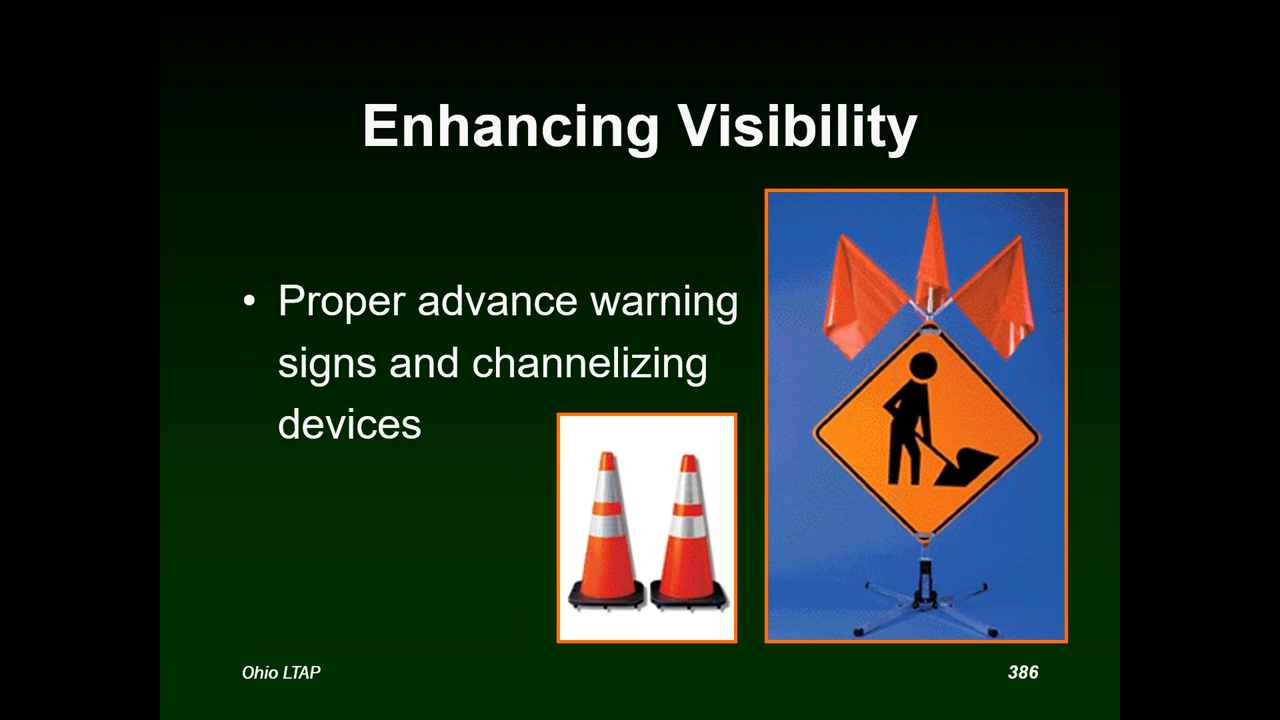 Enhancing Visibility
• Proper advance warning
signs and channelizing
devices
Ohio LTAP
386